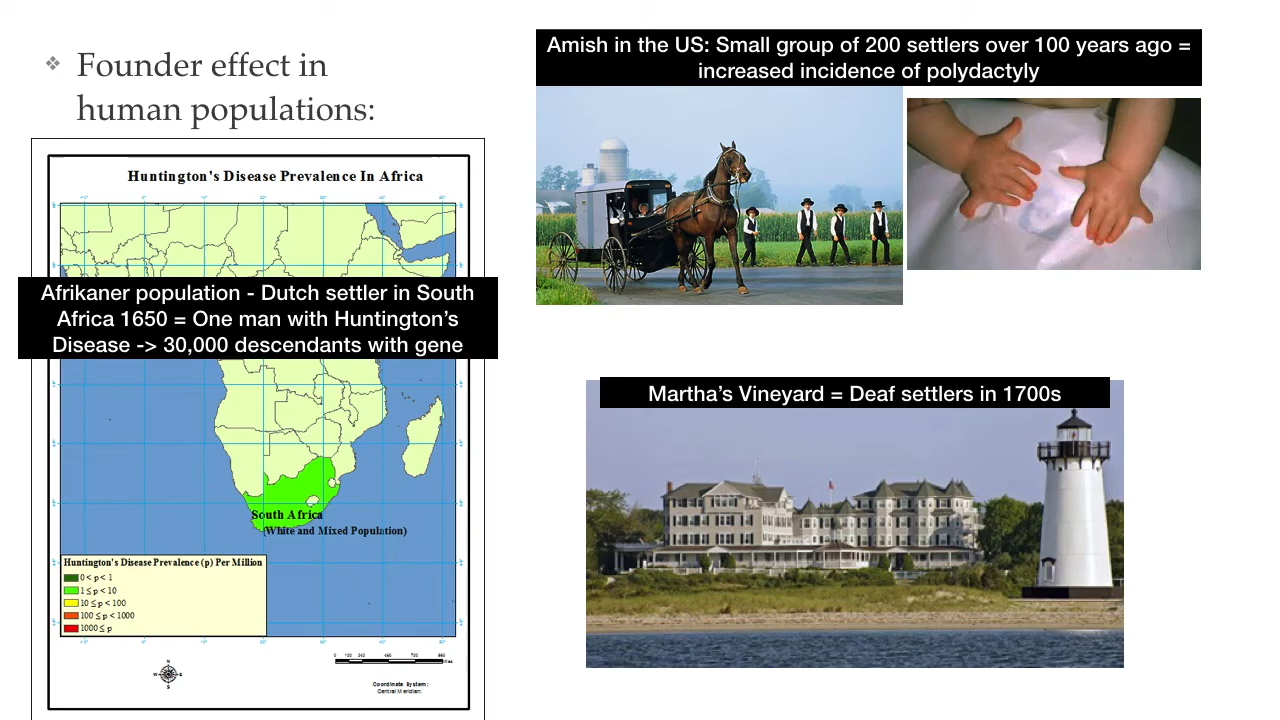 ❖ Founder effect in
human populations:
Huntington's Disease Prevalence In Africa
Afrikaner population - Dutch settler in South
Africa 1650 = One man with Huntington’s
Disease -> 30,000 descendants with gene
South Africa
(White and Mixed Population)
Huntington's Disease Prevalence (p) Per Million
0 < p < 1
1 ≤ p < 10
10 ≤ p < 100
100 ≤ p < 1000
1000 ≤ p
N
W E
S
Coordinate System:
Central Meridian:
Amish in the US: Small group of 200 settlers over 100 years ago =
increased incidence of polydactyly
Martha’s Vineyard = Deaf settlers in 1700s